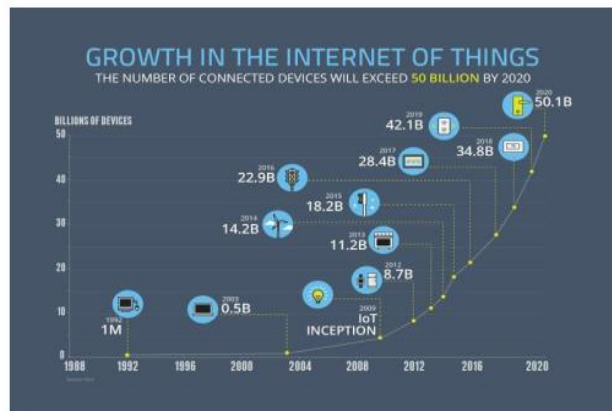 GROWTH IN THE INTERNET OF THINGS
THE NUMBER OF CONNECTED DEVICES WILL EXCEED 50 BILLION BY 2020
BILLIONS OF DEVICES
50
40
30
20
10
0
1992
1M
2003
0.5B
2009
IoT
INCEPTION
2012
8.7B
2013
11.2B
2014
14.2B
2015
18.2B
2016
22.9B
2017
28.4B
2018
34.8B
2019
42.1B
2020
50.1B
1988 1992 1996 2000 2004 2008 2012 2016 2020